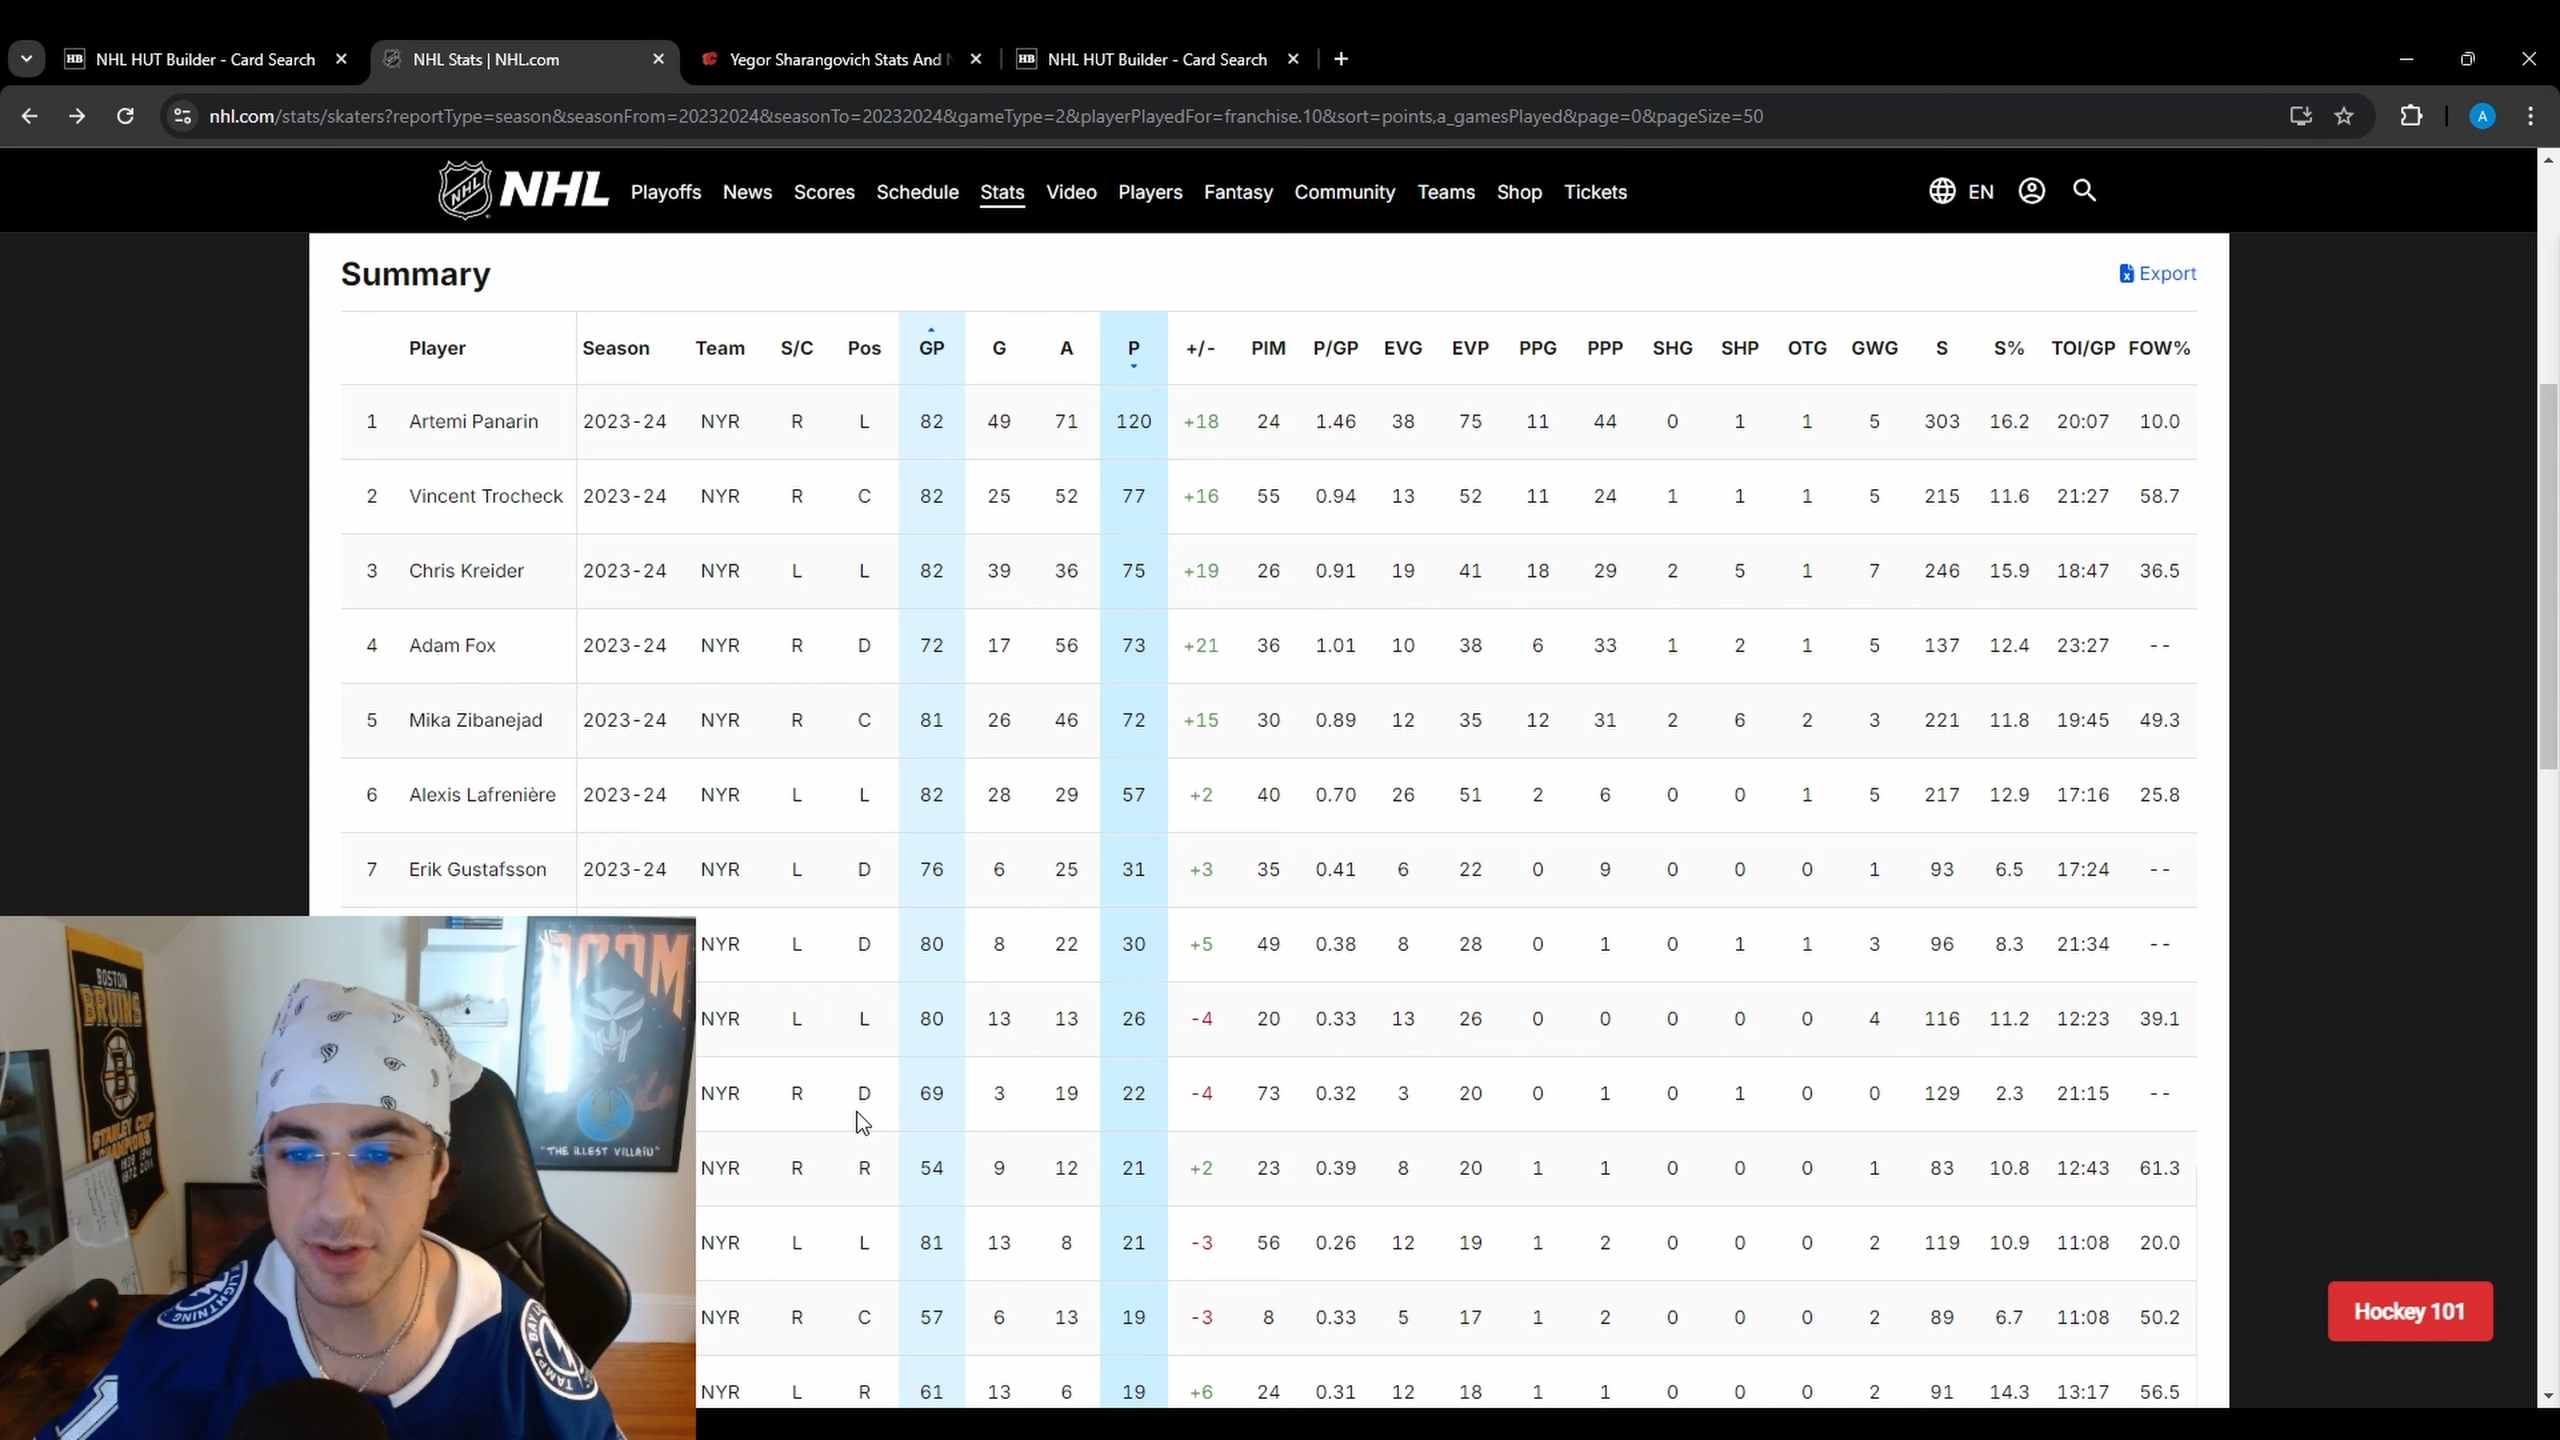 NHL HUT Builder - Card Search
NHL Stats | NHL.com
Yegor Sharangovich Stats And
NHL HUT Builder - Card Search
nhl.com/stats/skaters?reportType=season&seasonFrom=20232024&seasonTo=20232024&gameType=2&playerPlayedFor=franchise.10&sort=points,a_gamesPlayed&page=0&pageSize=50
A
NHL Playoffs News Scores Schedule Stats Video Players Fantasy Community Teams Shop Tickets EN
Summary
Export
Player Season Team S/C Pos GP G A P +/- PIM P/GP EVG EVP PPG PPP SHG SHP OTG GWG S S% TOI/GP FOW%
1 Artemi Panarin 2023-24 NYR R L 82 49 71 120 +18 24 1.46 38 75 11 44 0 1 1 5 303 16.2 20:07 10.0
2 Vincent Trocheck 2023-24 NYR R C 82 25 52 77 +16 55 0.94 13 52 11 24 1 1 1 5 215 11.6 21:27 58.7
3 Chris Kreider 2023-24 NYR L L 82 39 36 75 +19 26 0.91 19 41 18 29 2 5 1 7 246 15.9 18:47 36.5
4 Adam Fox 2023-24 NYR R D 72 17 56 73 +21 36 1.01 10 38 6 33 1 2 1 5 137 12.4 23:27 --
5 Mika Zibanejad 2023-24 NYR R C 81 26 46 72 +15 30 0.89 12 35 12 31 2 6 2 3 221 11.8 19:45 49.3
6 Alexis Lafrenière 2023-24 NYR L L 82 28 29 57 +2 40 0.70 26 51 2 6 0 0 1 5 217 12.9 17:16 25.8
7 Erik Gustafsson 2023-24 NYR L D 76 6 25 31 +3 35 0.41 6 22 0 9 0 0 0 1 93 6.5 17:24 --
NYR L D 80 8 22 30 +5 49 0.38 8 28 0 1 0 1 1 3 96 8.3 21:34 --
NYR L L 80 13 13 26 -4 20 0.33 13 26 0 0 0 0 0 4 116 11.2 12:23 39.1
NYR R D 69 3 19 22 -4 73 0.32 3 20 0 1 0 1 0 0 129 2.3 21:15 --
NYR R R 54 9 12 21 +2 23 0.39 8 20 1 1 0 0 0 1 83 10.8 12:43 61.3
NYR L L 81 13 8 21 -3 56 0.26 12 19 1 2 0 0 0 2 119 10.9 11:08 20.0
NYR R C 57 6 13 19 -3 8 0.33 5 17 1 2 0 0 0 2 89 6.7 11:08 50.2
NYR L R 61 13 6 19 +6 24 0.31 12 18 1 1 0 0 0 2 91 14.3 13:17 56.5
Hockey 101
BOSTON
BRUINS
STANLEY CUP
CHAMPIONS
DOOM
"THE ILLEST VILLAIN"
LIGHTNING
TAMPA BAY